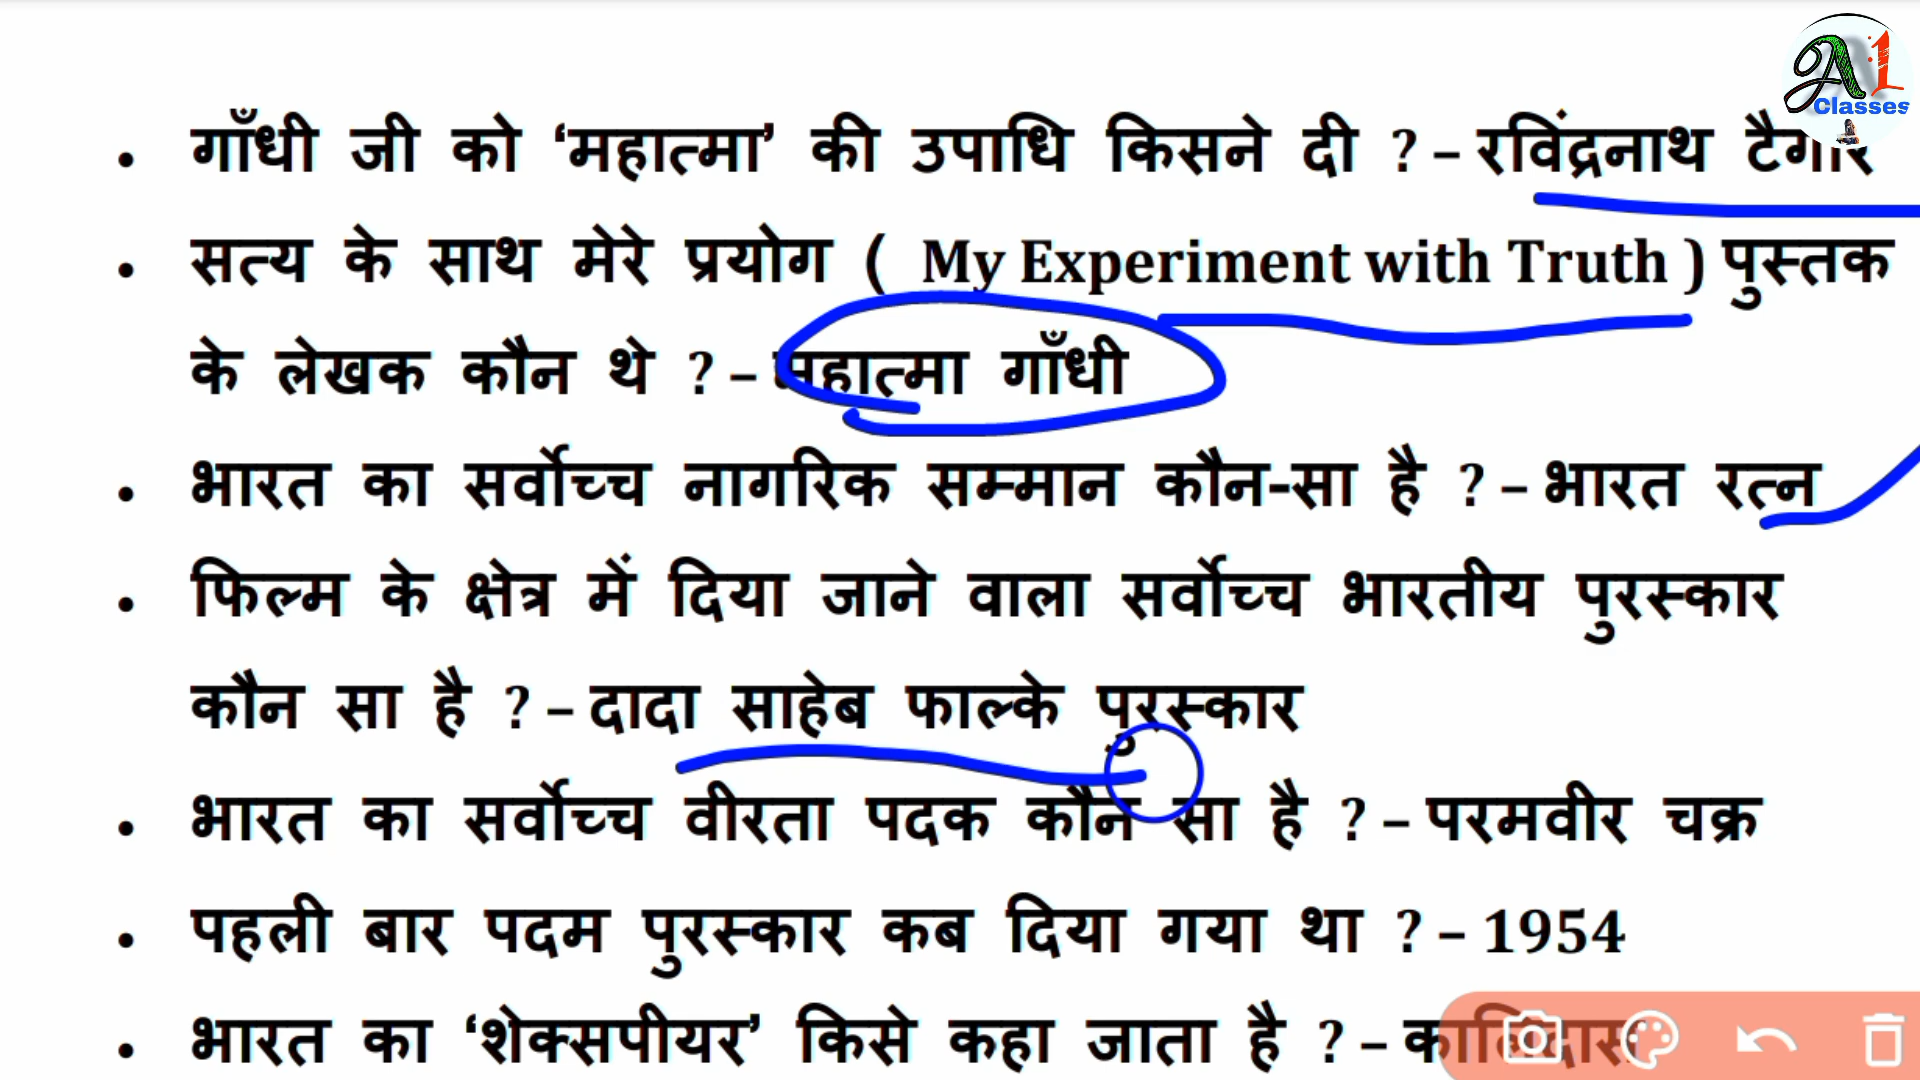 A1
Classes
• गाँधी जी को ‘महात्मा’ की उपाधि किसने दी ? – रविंद्रनाथ टैगोर
• सत्य के साथ मेरे प्रयोग ( My Experiment with Truth ) पुस्तक
के लेखक कौन थे ? – महात्मा गाँधी
• भारत का सर्वोच्च नागरिक सम्मान कौन-सा है ? – भारत रत्न
• फिल्म के क्षेत्र में दिया जाने वाला सर्वोच्च भारतीय पुरस्कार
कौन सा है ? – दादा साहेब फाल्के पुरस्कार
• भारत का सर्वोच्च वीरता पदक कौन सा है ? – परमवीर चक्र
• पहली बार पदम पुरस्कार कब दिया गया था ? – 1954
• भारत का ‘शेक्सपीयर’ किसे कहा जाता है ? – कालिदास